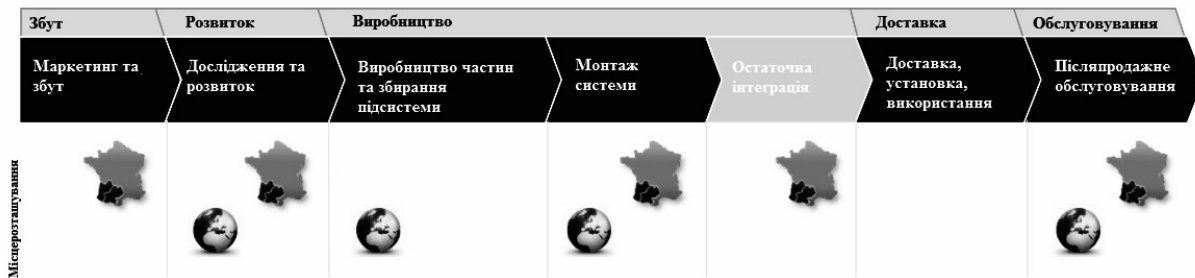 Збут
Розвиток
Виробництво
Доставка
Обслуговування
Маркетинг та
збут
Дослідження та
розвиток
Виробництво частин
та збирання
підсистеми
Монтаж
системи
Остаточна
інтеграція
Доставка,
установка,
використання
Післяпродажне
обслуговування
Місцерозташування